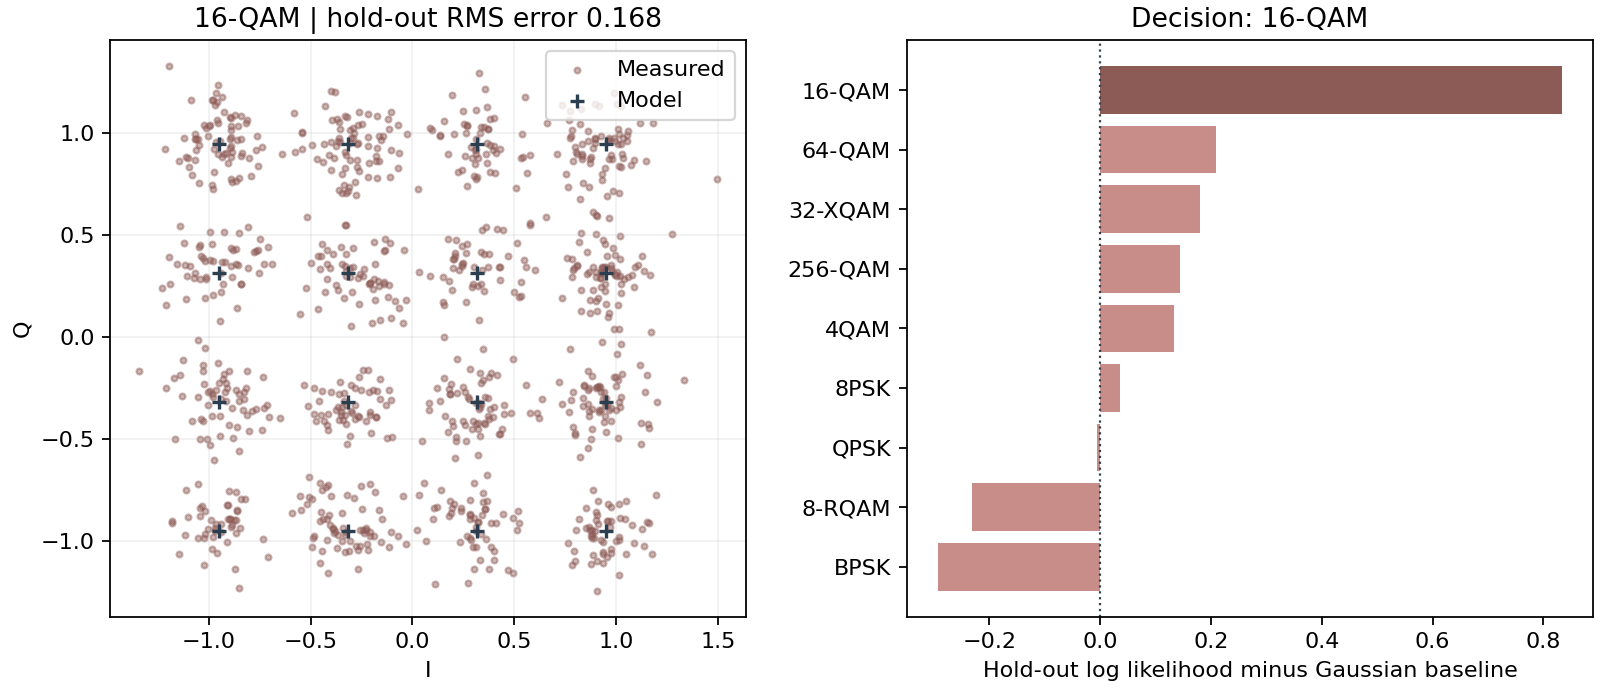 16-QAM | hold-out RMS error 0.168
Measured
Model
1.0
0.5
0.0
−0.5
−1.0
Q
−1.0
−0.5
0.0
0.5
1.0
1.5
I
Decision: 16-QAM
16-QAM
64-QAM
32-XQAM
256-QAM
4QAM
8PSK
QPSK
8-RQAM
BPSK
−0.2
0.0
0.2
0.4
0.6
0.8
Hold-out log likelihood minus Gaussian baseline